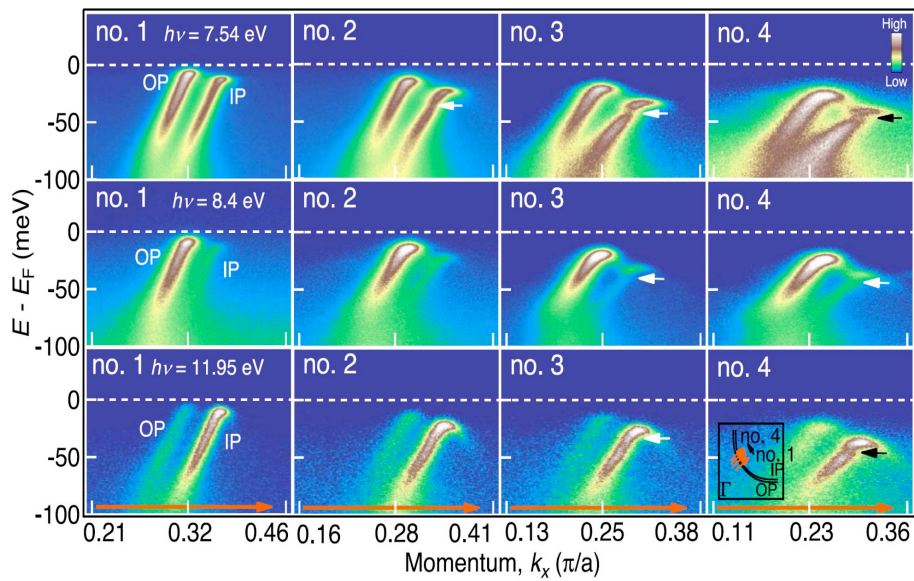 no. 1 hν = 7.54 eV no. 2 no. 3 no. 4 High
Low
0
OP IP
-50
-100
no. 1 hν = 8.4 eV no. 2 no. 3 no. 4
0
OP IP
-50
-100
no. 1 hν = 11.95 eV no. 2 no. 3 no. 4
0
OP IP
-50
no. 4
no. 1
IP
Γ OP
-100
E - EF (meV)
0.21 0.32 0.46 0.16 0.28 0.41 0.13 0.25 0.38 0.11 0.23 0.36
Momentum, kx (π/a)